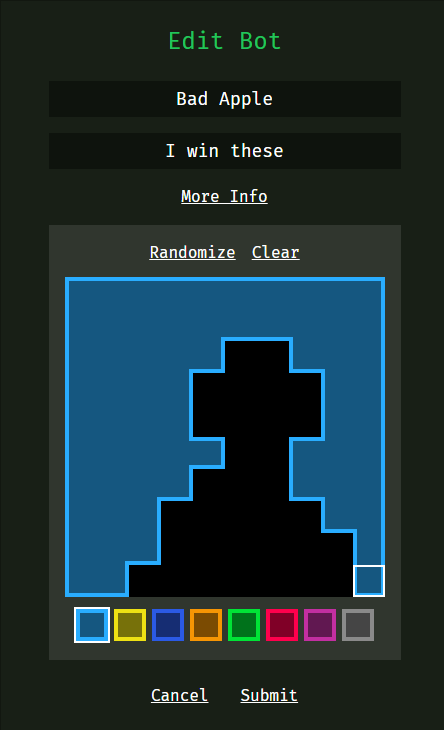 Edit Bot
Bad Apple
I win these
More Info
Randomize Clear
Cancel Submit